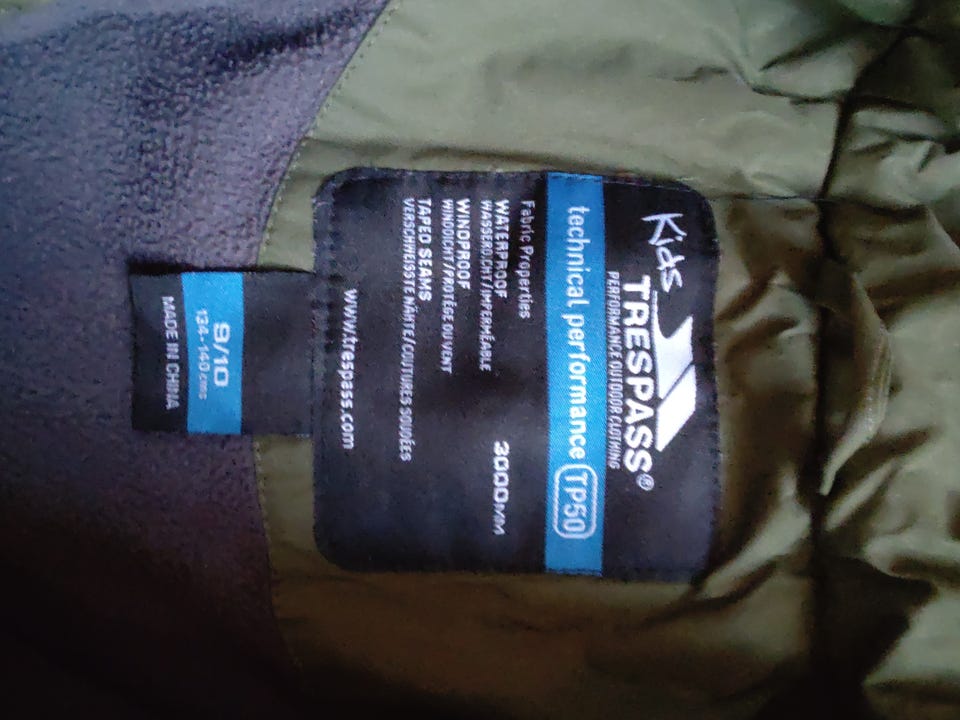 Kids
TRESPASS®
PERFORMANCE OUTDOOR CLOTHING
technical performance TP50
Fabric Properties
WATERPROOF 3000MM
WASSERDICHT/IMPERMÉABLE
WINDPROOF
WINDDICHT/PROTÉGE DU VENT
TAPED SEAMS
VERSCHWEISSTE NÄHTE/COUTURES SOUDÉES
www.trespass.com
9/10
134-140cms
MADE IN CHINA